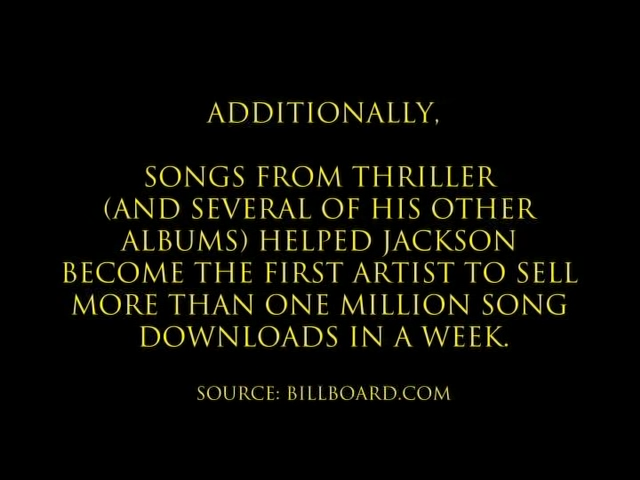 ADDITIONALLY,
SONGS FROM THRILLER
(AND SEVERAL OF HIS OTHER
ALBUMS) HELPED JACKSON
BECOME THE FIRST ARTIST TO SELL
MORE THAN ONE MILLION SONG
DOWNLOADS IN A WEEK.
SOURCE: BILLBOARD.COM